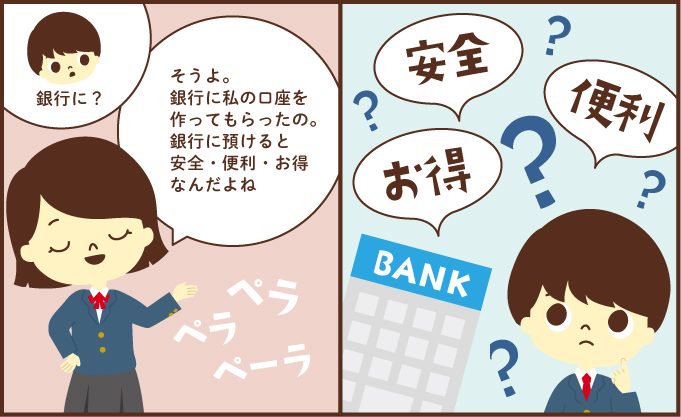 銀行に？
そうよ。
銀行に私の口座を
作ってもらったの。
銀行に預けると
安全・便利・お得
なんだよね
ペラ
ペラ
ペーラ
?
安全
?
便利
?
お得
?
BANK
?